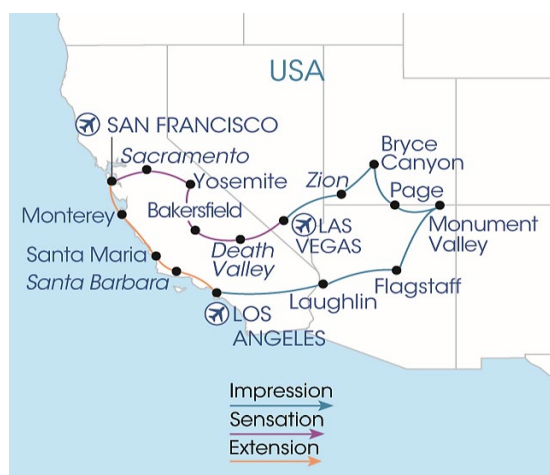 USA
SAN FRANCISCO
Sacramento
Yosemite
Bryce
Canyon
Zion
Page
Monterey
Bakersfield
LAS
VEGAS
Monument
Valley
Death
Valley
Santa Maria
Santa Barbara
Laughlin
Flagstaff
LOS
ANGELES
Impression
Sensation
Extension